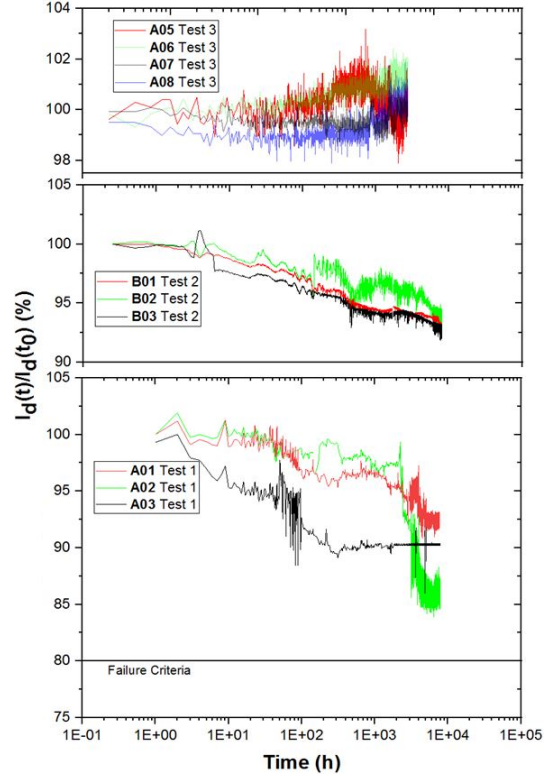 104
102
100
98
A05 Test 3
A06 Test 3
A07 Test 3
A08 Test 3
105
100
95
90
B01 Test 2
B02 Test 2
B03 Test 2
I_d(t)/I_d(t_0) (%)
105
100
95
90
85
80
75
A01 Test 1
A02 Test 1
A03 Test 1
Failure Criteria
1E-01 1E+00 1E+01 1E+02 1E+03 1E+04 1E+05
Time (h)